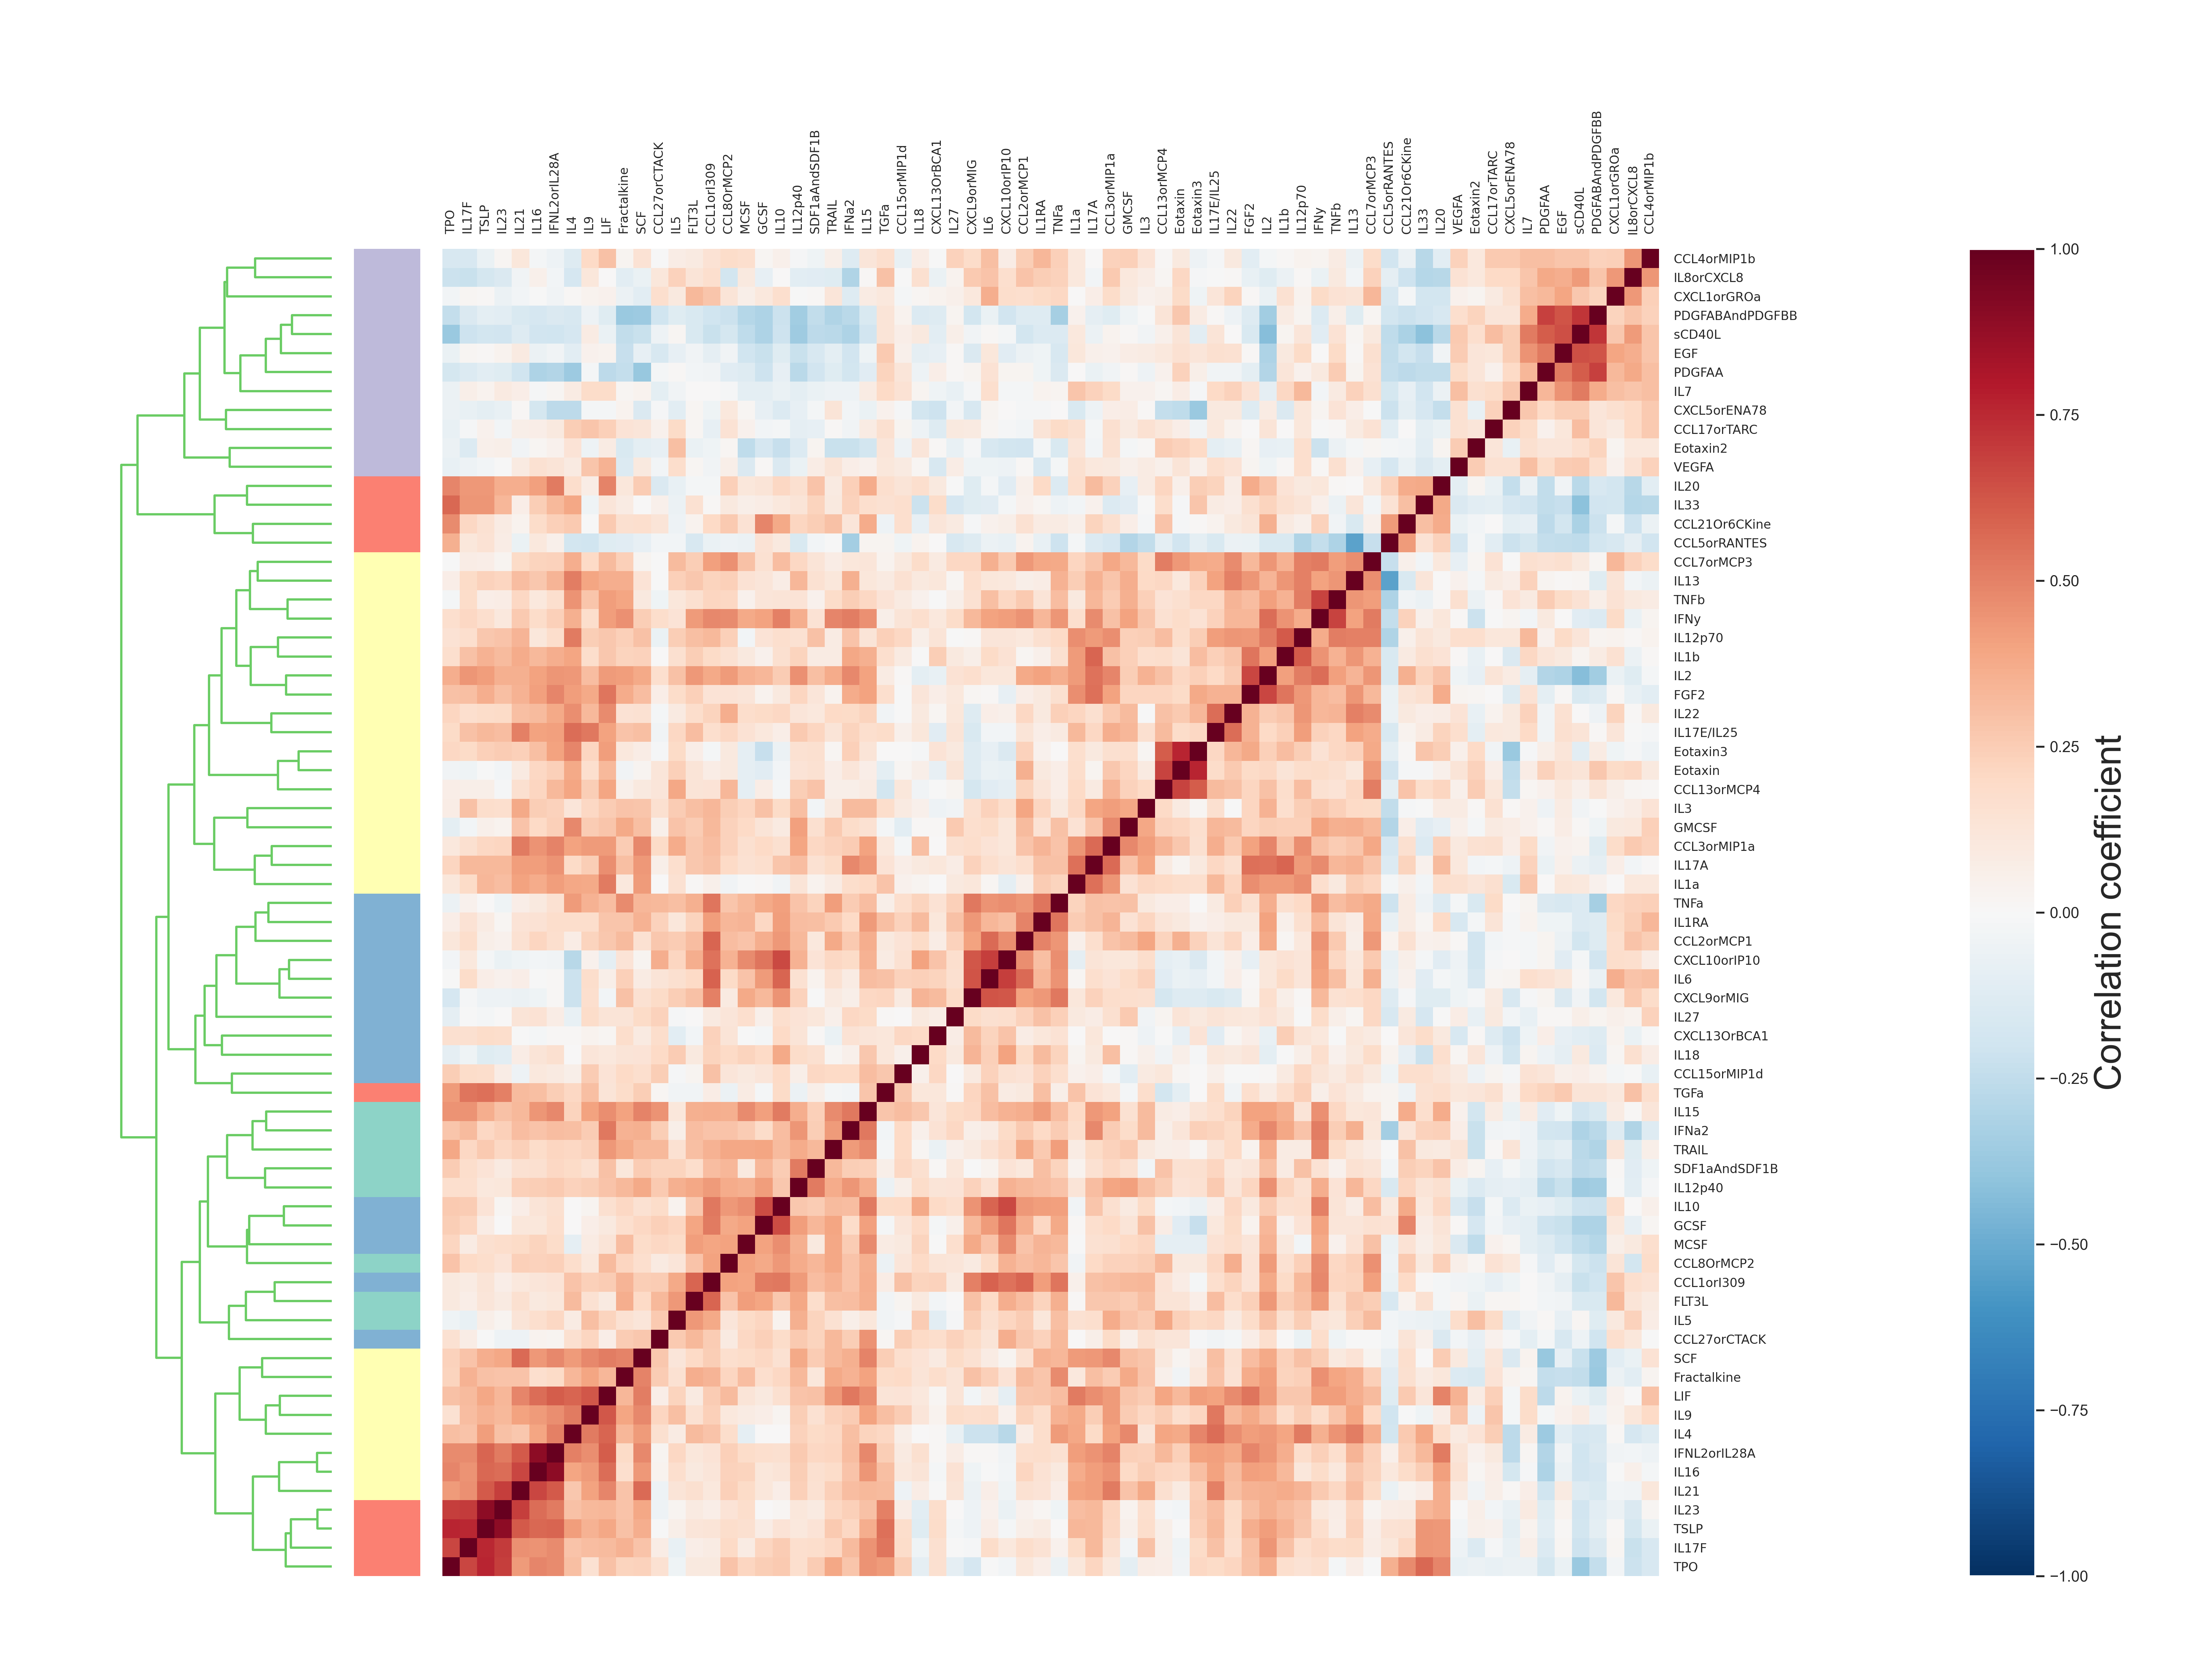 TPO
IL17F
TSLP
IL23
IL21
IL16
IFNL2orIL28A
IL4
IL9
LIF
Fractalkine
SCF
CCL27orCTACK
IL5
FLT3L
CCL1orI309
CCL8OrMCP2
MCSF
GCSF
IL10
IL12p40
SDF1aAndSDF1B
TRAIL
IFNa2
IL15
TGFa
CCL15orMIP1d
IL18
CXCL13OrBCA1
IL27
CXCL9orMIG
IL6
CXCL10orIP10
CCL2orMCP1
IL1RA
TNFa
IL1a
IL17A
CCL3orMIP1a
GMCSF
IL3
CCL13orMCP4
Eotaxin
Eotaxin3
IL17E/IL25
IL22
FGF2
IL2
IL1b
IL12p70
IFNy
TNFb
IL13
CCL7orMCP3
CCL5orRANTES
CCL21Or6CKine
IL33
IL20
VEGFA
Eotaxin2
CCL17orTARC
CXCL5orENA78
IL7
PDGFAA
EGF
sCD40L
PDGFABAndPDGFBB
CXCL1orGROa
IL8orCXCL8
CCL4orMIP1b
CCL4orMIP1b
IL8orCXCL8
CXCL1orGROa
PDGFABAndPDGFBB
sCD40L
EGF
PDGFAA
IL7
CXCL5orENA78
CCL17orTARC
Eotaxin2
VEGFA
IL20
IL33
CCL21Or6CKine
CCL5orRANTES
CCL7orMCP3
IL13
TNFb
IFNy
IL12p70
IL1b
IL2
FGF2
IL22
IL17E/IL25
Eotaxin3
Eotaxin
CCL13orMCP4
IL3
GMCSF
CCL3orMIP1a
IL17A
IL1a
TNFa
IL1RA
CCL2orMCP1
CXCL10orIP10
IL6
CXCL9orMIG
IL27
CXCL13OrBCA1
IL18
CCL15orMIP1d
TGFa
IL15
IFNa2
TRAIL
SDF1aAndSDF1B
IL12p40
IL10
GCSF
MCSF
CCL8OrMCP2
CCL1orI309
FLT3L
IL5
CCL27orCTACK
SCF
Fractalkine
LIF
IL9
IL4
IFNL2orIL28A
IL16
IL21
IL23
TSLP
IL17F
TPO
1.00
0.75
0.50
0.25
0.00
−0.25
−0.50
−0.75
−1.00
Correlation coefficient